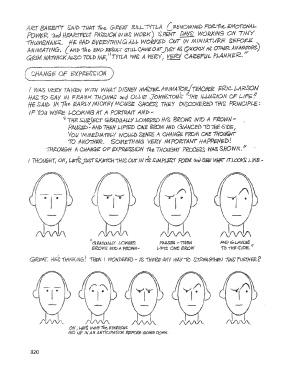 ART BABBITT SAID THAT THE GREAT BILL TYTLA (RENOWNED FOR THE EMOTIONAL
POWER AND HEARTFELT PASSION IN HIS WORK) SPENT DAYS WORKING ON TINY
THUMBNAILS. HE DID EVERYTHING ALL WORKED OUT IN MINIATURE BEFORE
ANIMATING. (AND THE END RESULT STILL CAME OUT JUST AS QUICKLY AS OTHER ANIMATORS)
GRIM NATWICK ALSO TOLD ME, "TYTLA WAS A VERY, VERY CAREFUL PLANNER."
CHANGE OF EXPRESSION
I WAS VERY TAKEN WITH WHAT DISNEY MASTER ANIMATOR/TEACHER ERIC LARSON
HAS TO SAY IN FRANK THOMAS AND OLLIE JOHNSTON'S "THE ILLUSION OF LIFE".
HE SAID IN THE EARLY MICKEY MOUSE SHORTS THEY DISCOVERED THIS PRINCIPLE:
IF YOU WERE LOOKING AT A PORTRAIT AND -
"THE SUBJECT GRADUALLY LOWERED HIS BROWS INTO A FROWN -
PAUSED - AND THEN LIFTED ONE BROW AND GLANCED TO THE SIDE,
YOU IMMEDIATELY WOULD SENSE A CHANGE FROM ONE THOUGHT
TO ANOTHER. SOMETHING VERY IMPORTANT HAPPENED!
THROUGH A CHANGE OF EXPRESSION THE THOUGHT PROCESS WAS SHOWN."
I THOUGHT, OH, LET'S JUST SKETCH THIS OUT IN ITS SIMPLEST FORM AND SEE WHAT IT LOOKS LIKE -
"GRADUALLY LOWERS
BROWS INTO A FROWN -
PAUSES - THEN
LIFTS ONE BROW
AND GLANCES
TO THE SIDE."
GREAT. HE'S THINKING! THEN I WONDERED - IS THERE ANY WAY TO STRENGTHEN THIS FURTHER?
OK, LET'S HAVE THE EYEBROWS
GO UP IN AN ANTICIPATION BEFORE GOING DOWN.
320